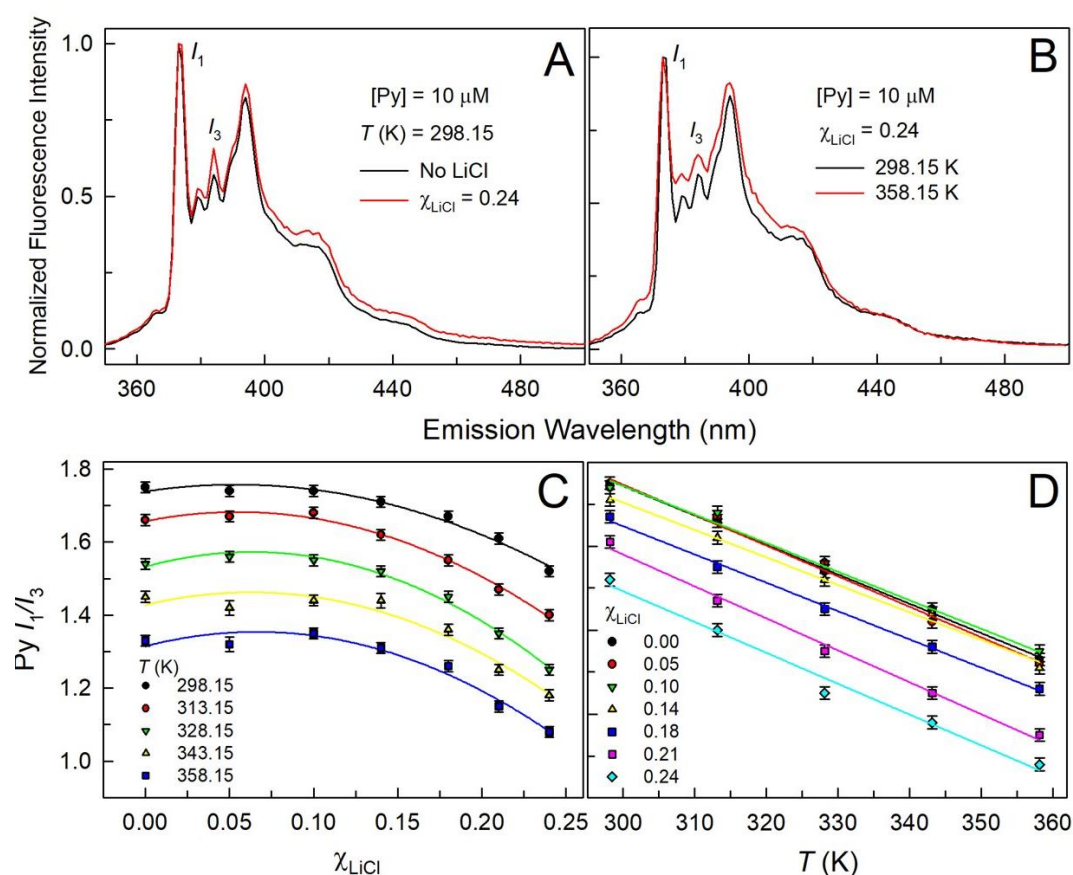 A
I₁
I₃
[Py] = 10 μM
T (K) = 298.15
No LiCl
χLiCl = 0.24
Normalized Fluorescence Intensity
1.0
0.5
0.0
360 400 440 480
B
I₁
I₃
[Py] = 10 μM
χLiCl = 0.24
298.15 K
358.15 K
360 400 440 480
Emission Wavelength (nm)
C
Py I₁/I₃
1.8
1.6
1.4
1.2
1.0
T (K)
298.15
313.15
328.15
343.15
358.15
0.00 0.05 0.10 0.15 0.20 0.25
χLiCl
D
χLiCl
0.00
0.05
0.10
0.14
0.18
0.21
0.24
300 310 320 330 340 350 360
T (K)